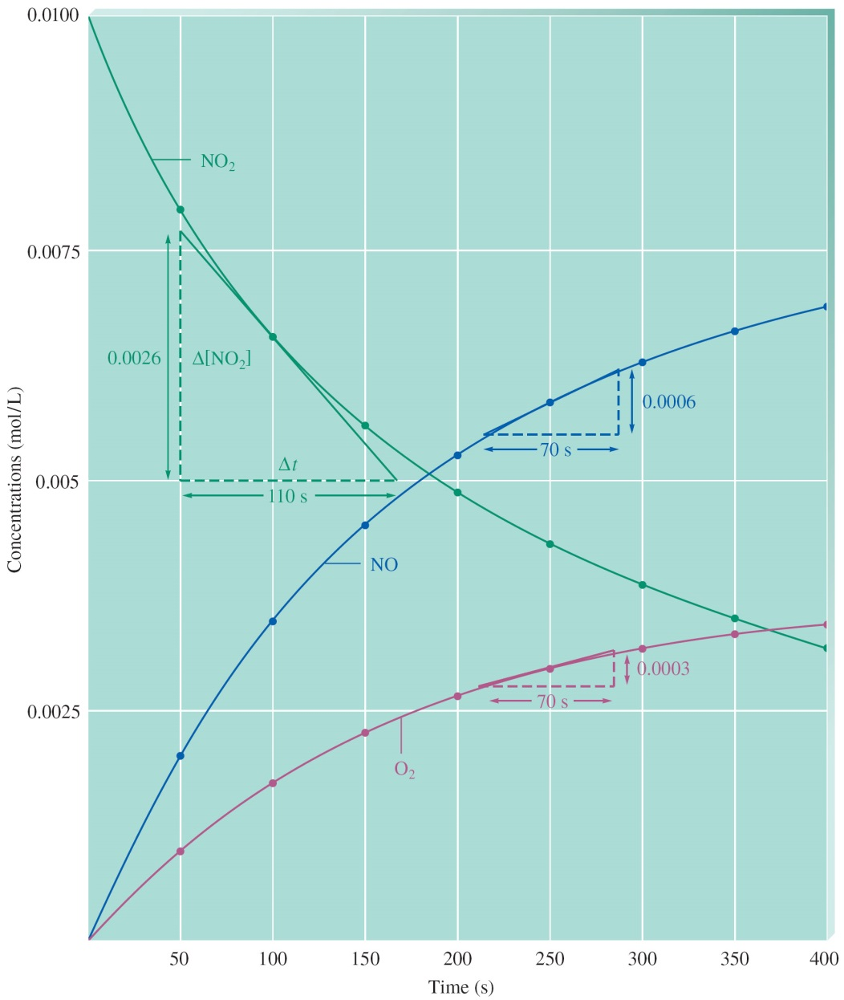 0.0100
NO₂
0.0075
0.0026
Δ[NO₂]
0.0006
70 s
Δt
0.005
110 s
NO
0.0003
70 s
0.0025
O₂
Concentrations (mol/L)
50 100 150 200 250 300 350 400
Time (s)